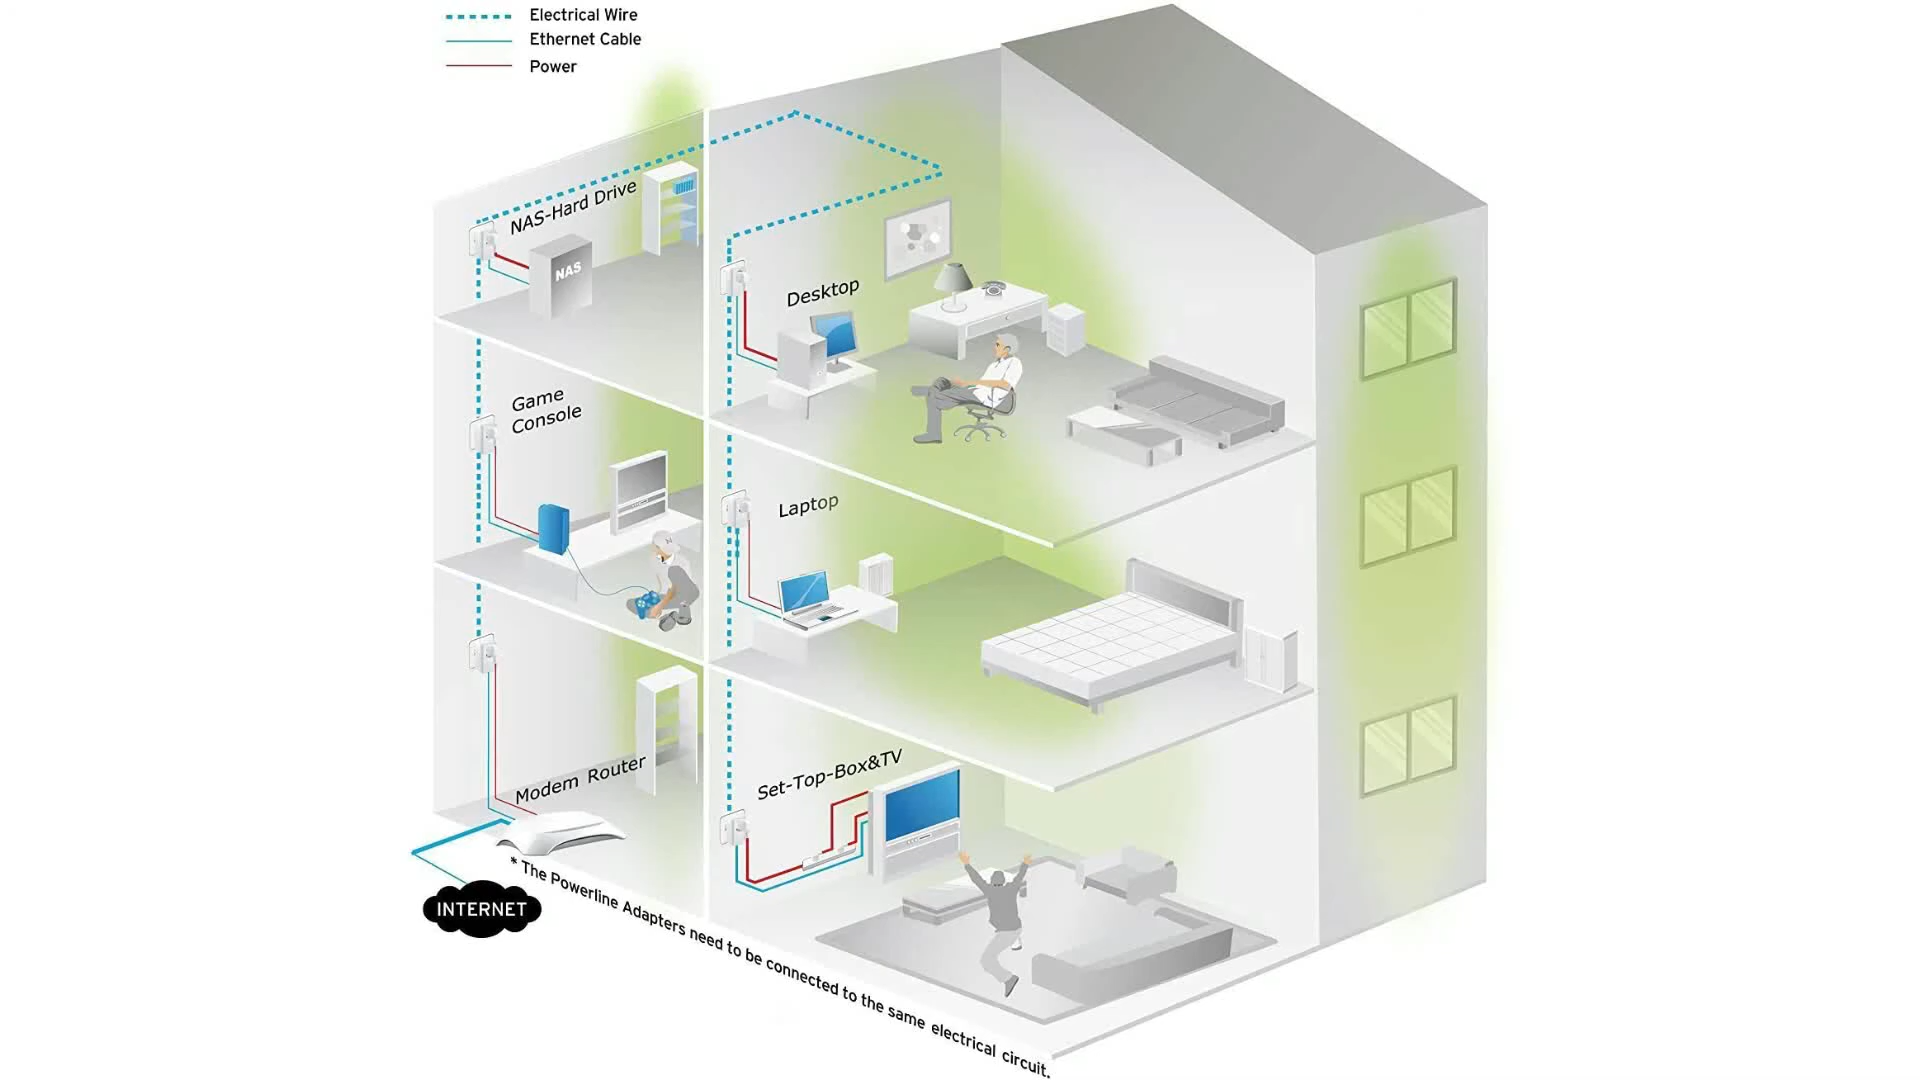 Electrical Wire
Ethernet Cable
Power
NAS-Hard Drive
NAS
Desktop
Game
Console
Laptop
Set-Top-Box&TV
Modem Router
INTERNET
* The Powerline Adapters need to be connected to the same electrical circuit.